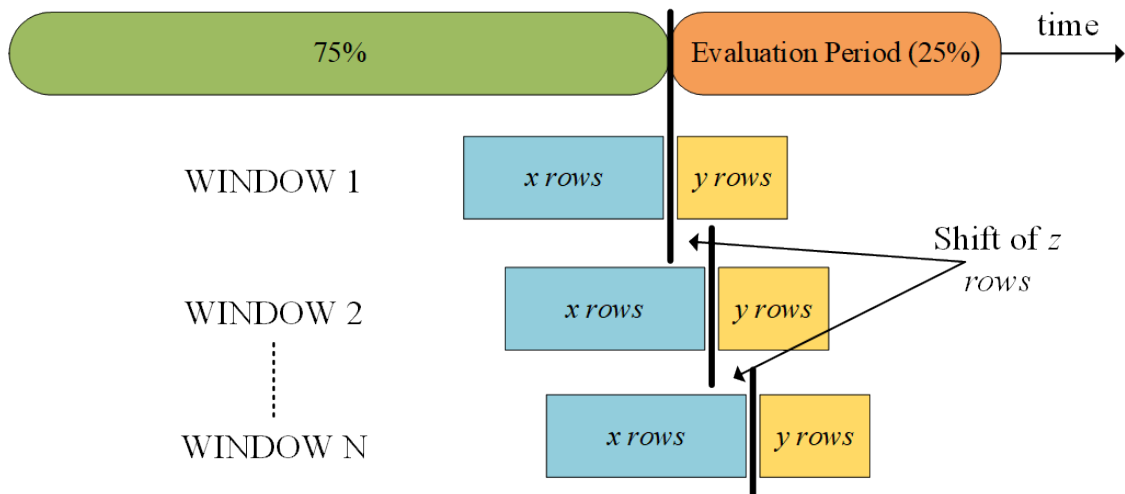 75%
Evaluation Period (25%)
time
WINDOW 1
x rows
y rows
Shift of z
rows
WINDOW 2
x rows
y rows
WINDOW N
x rows
y rows